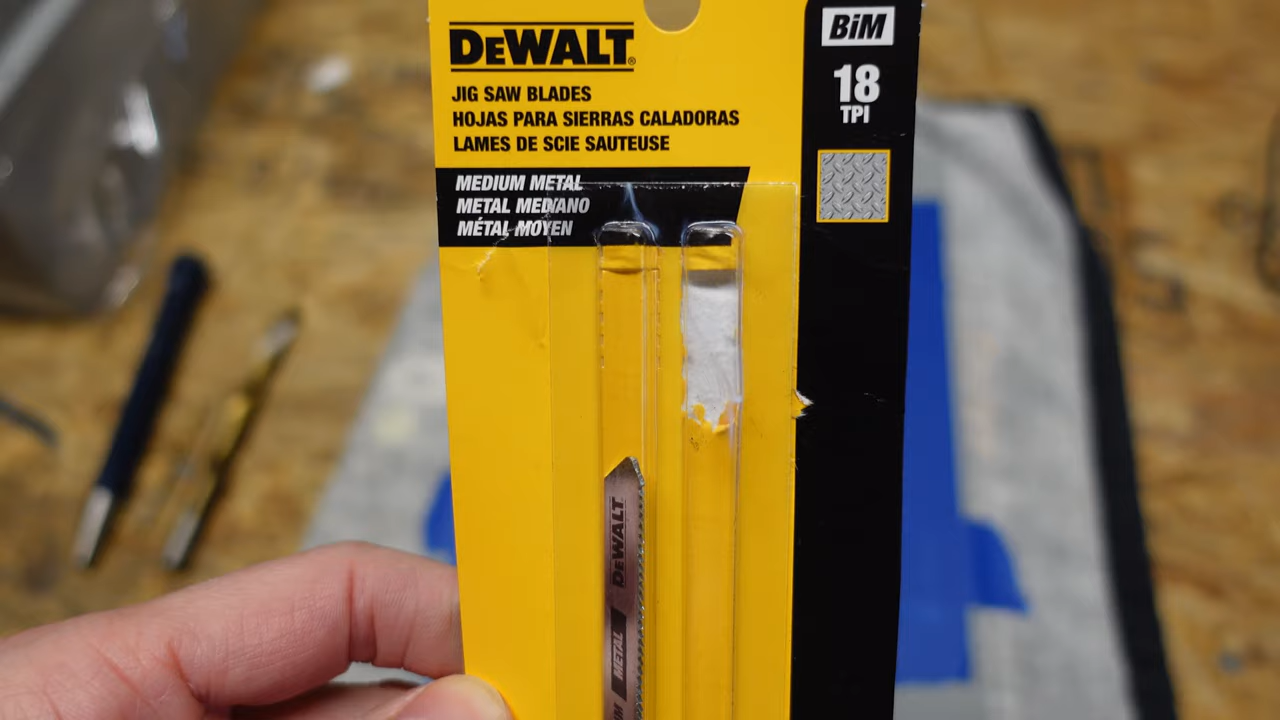 DEWALT®
JIG SAW BLADES
HOJAS PARA SIERRAS CALADORAS
LAMES DE SCIE SAUTEUSE
MEDIUM METAL
METAL MEDIANO
MÉTAL MOYEN
BiM
18
TPI
DEWALT
METAL